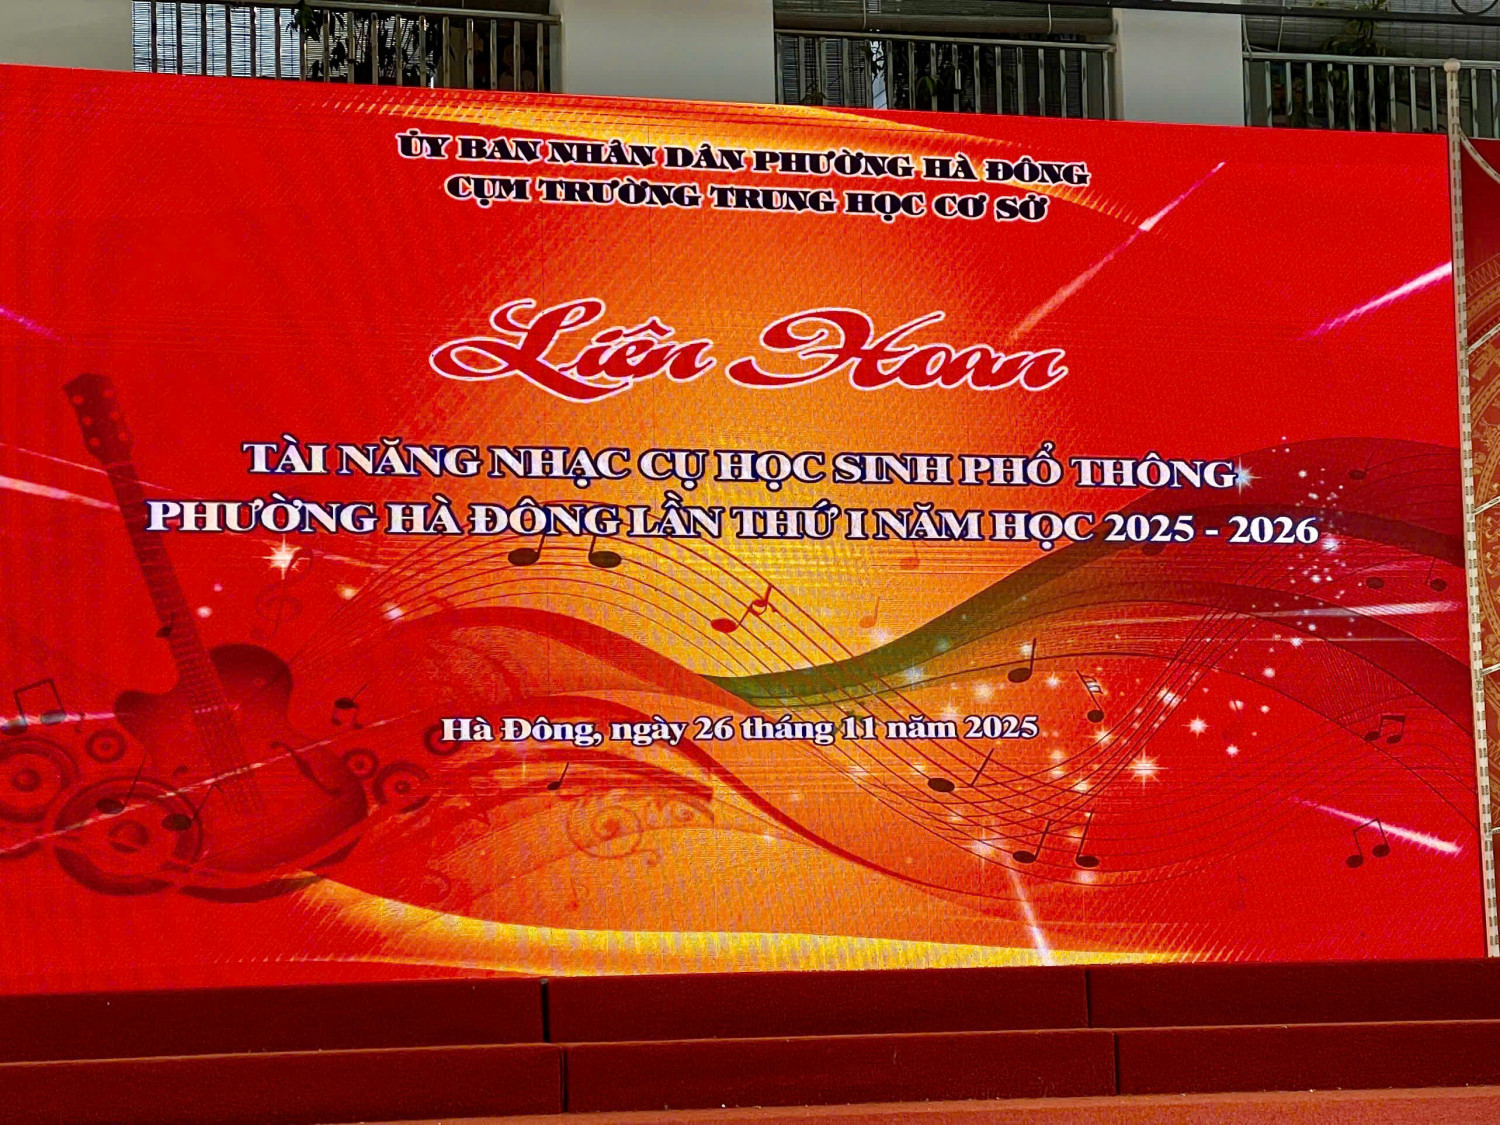 ỦY BAN NHÂN DÂN PHƯỜNG HÀ ĐÔNG
CỤM TRƯỜNG TRUNG HỌC CƠ SỞ
Liên Hoan
TÀI NĂNG NHẠC CỤ HỌC SINH PHỔ THÔNG
PHƯỜNG HÀ ĐÔNG LẦN THỨ I NĂM HỌC 2025 - 2026
Hà Đông, ngày 26 tháng 11 năm 2025